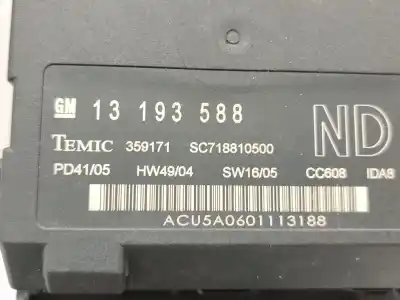 GM 13 193 588 ND
TEMIC 359171 SC718810500
PD41/05 HW49/04 SW16/05 CC608 IDA8
ACU5A0601113188